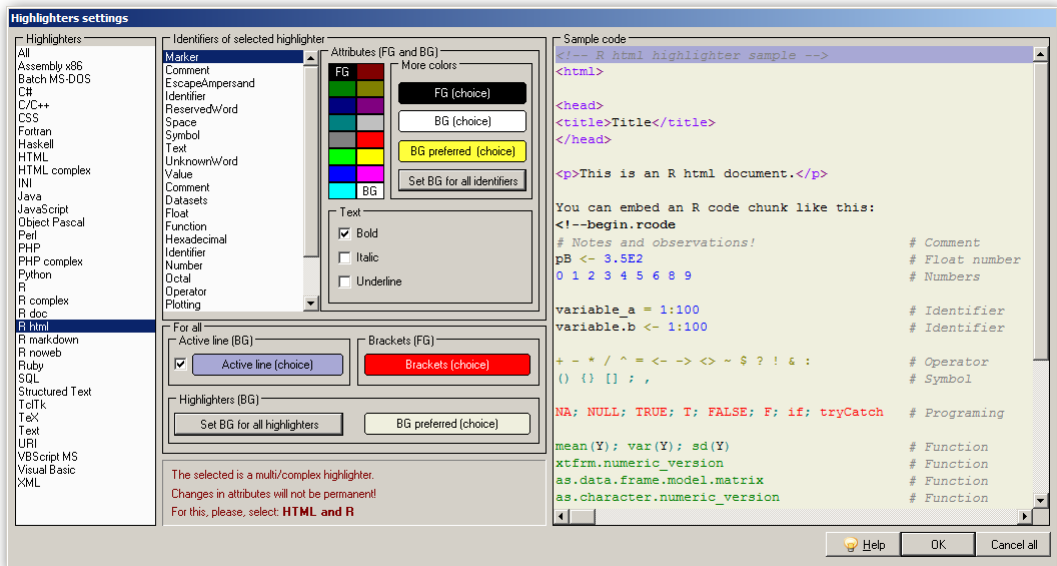 Highlighters settings
Highlighters
All
Assembly x86
Batch MS-DOS
C#
C/C++
CSS
Fortran
Haskell
HTML
HTML complex
INI
Java
JavaScript
Object Pascal
Perl
PHP
PHP complex
Python
R
R complex
R doc
R html
R markdown
R noweb
Ruby
SQL
Structured Text
TclTk
TeX
Text
URI
VBScript MS
Visual Basic
XML
Identifiers of selected highlighter
Marker
Comment
EscapeAmpersand
Identifier
ReservedWord
Space
Symbol
Text
UnknownWord
Value
Comment
Datasets
Float
Function
Hexadecimal
Identifier
Number
Octal
Operator
Plotting
Attributes (FG and BG)
FG
BG
More colors
FG (choice)
BG (choice)
BG preferred (choice)
Set BG for all identifiers
Text
Bold
Italic
Underline
For all
Active line (BG)
Active line (choice)
Brackets (FG)
Brackets (choice)
Highlighters (BG)
Set BG for all highlighters
BG preferred (choice)
The selected is a multi/complex highlighter.
Changes in attributes will not be permanent!
For this, please, select: HTML and R
Sample code
<!-- R html highlighter sample -->
<html>
<head>
<title>Title</title>
</head>
<p>This is an R html document.</p>
You can embed an R code chunk like this:
<!--begin.rcode
# Notes and observations! # Comment
pB <- 3.5E2 # Float number
0 1 2 3 4 5 6 8 9 # Numbers
variable_a = 1:100 # Identifier
variable.b <- 1:100 # Identifier
+ - * / ^ = <- -> <> ~ $ ? ! & : # Operator
() {} [] ; , # Symbol
NA; NULL; TRUE; T; FALSE; F; if; tryCatch # Programing
mean(Y); var(Y); sd(Y) # Function
xtfrm.numeric_version # Function
as.data.frame.model.matrix # Function
as.character.numeric_version # Function
Help
OK
Cancel all